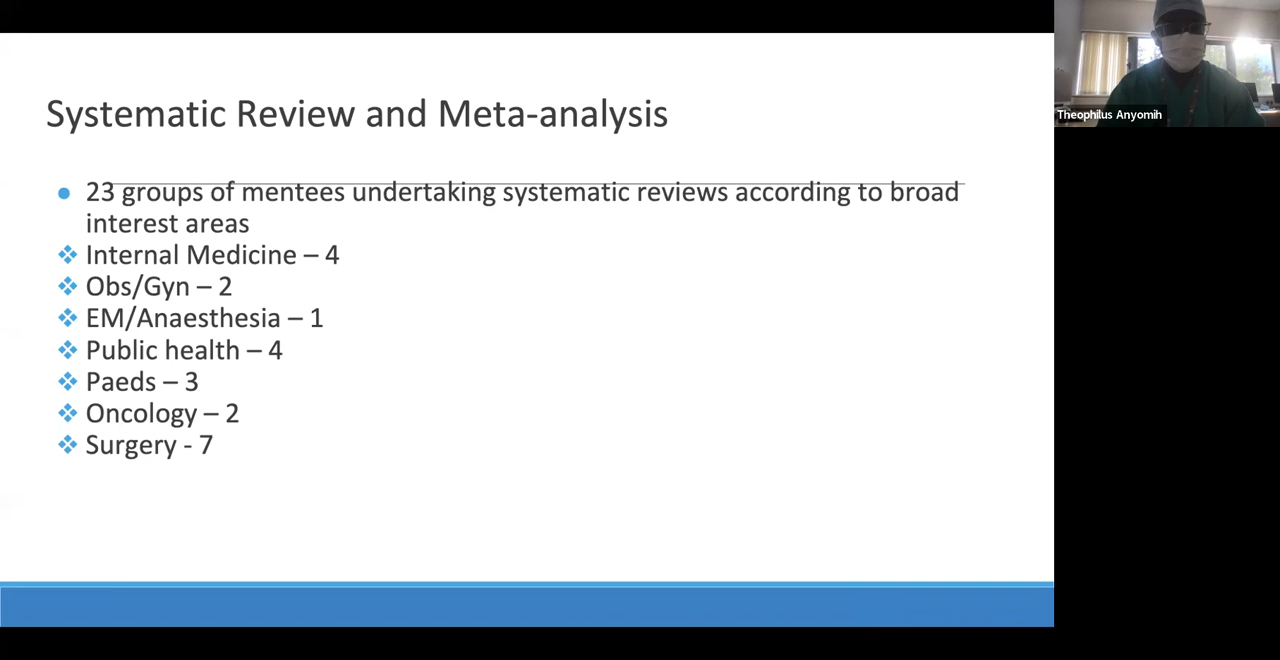 Systematic Review and Meta-analysis
23 groups of mentees undertaking systematic reviews according to broad
interest areas
Internal Medicine – 4
Obs/Gyn – 2
EM/Anaesthesia – 1
Public health – 4
Paeds – 3
Oncology – 2
Surgery - 7
Theophilus Anyomih